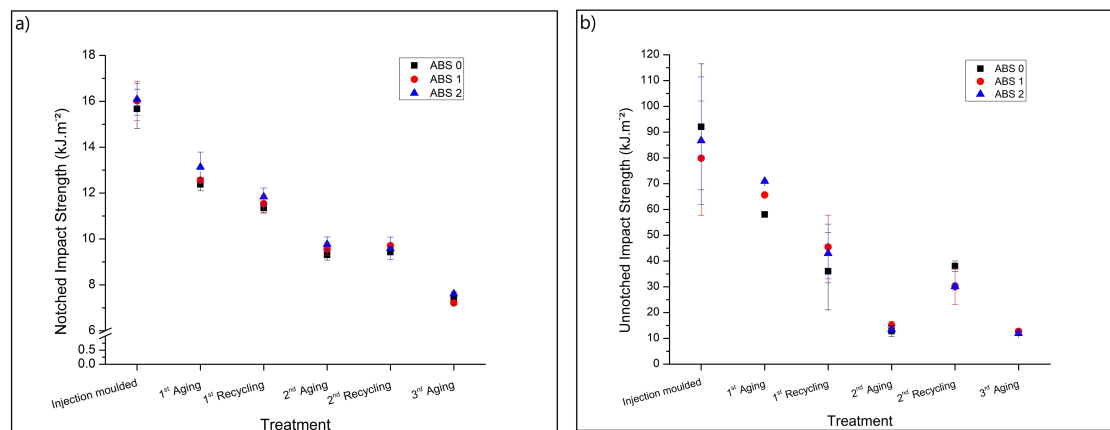 a)
18
16
14
12
10
8
6
0.5
0.0
Notched Impact Strength (kJ.m⁻²)
ABS 0
ABS 1
ABS 2
Injection moulded
1st Aging
1st Recycling
2nd Aging
2nd Recycling
3rd Aging
Treatment
b)
120
110
100
90
80
70
60
50
40
30
20
10
0
Unnotched Impact Strength (kJ.m⁻²)
ABS 0
ABS 1
ABS 2
Injection moulded
1st Aging
1st Recycling
2nd Aging
2nd Recycling
3rd Aging
Treatment